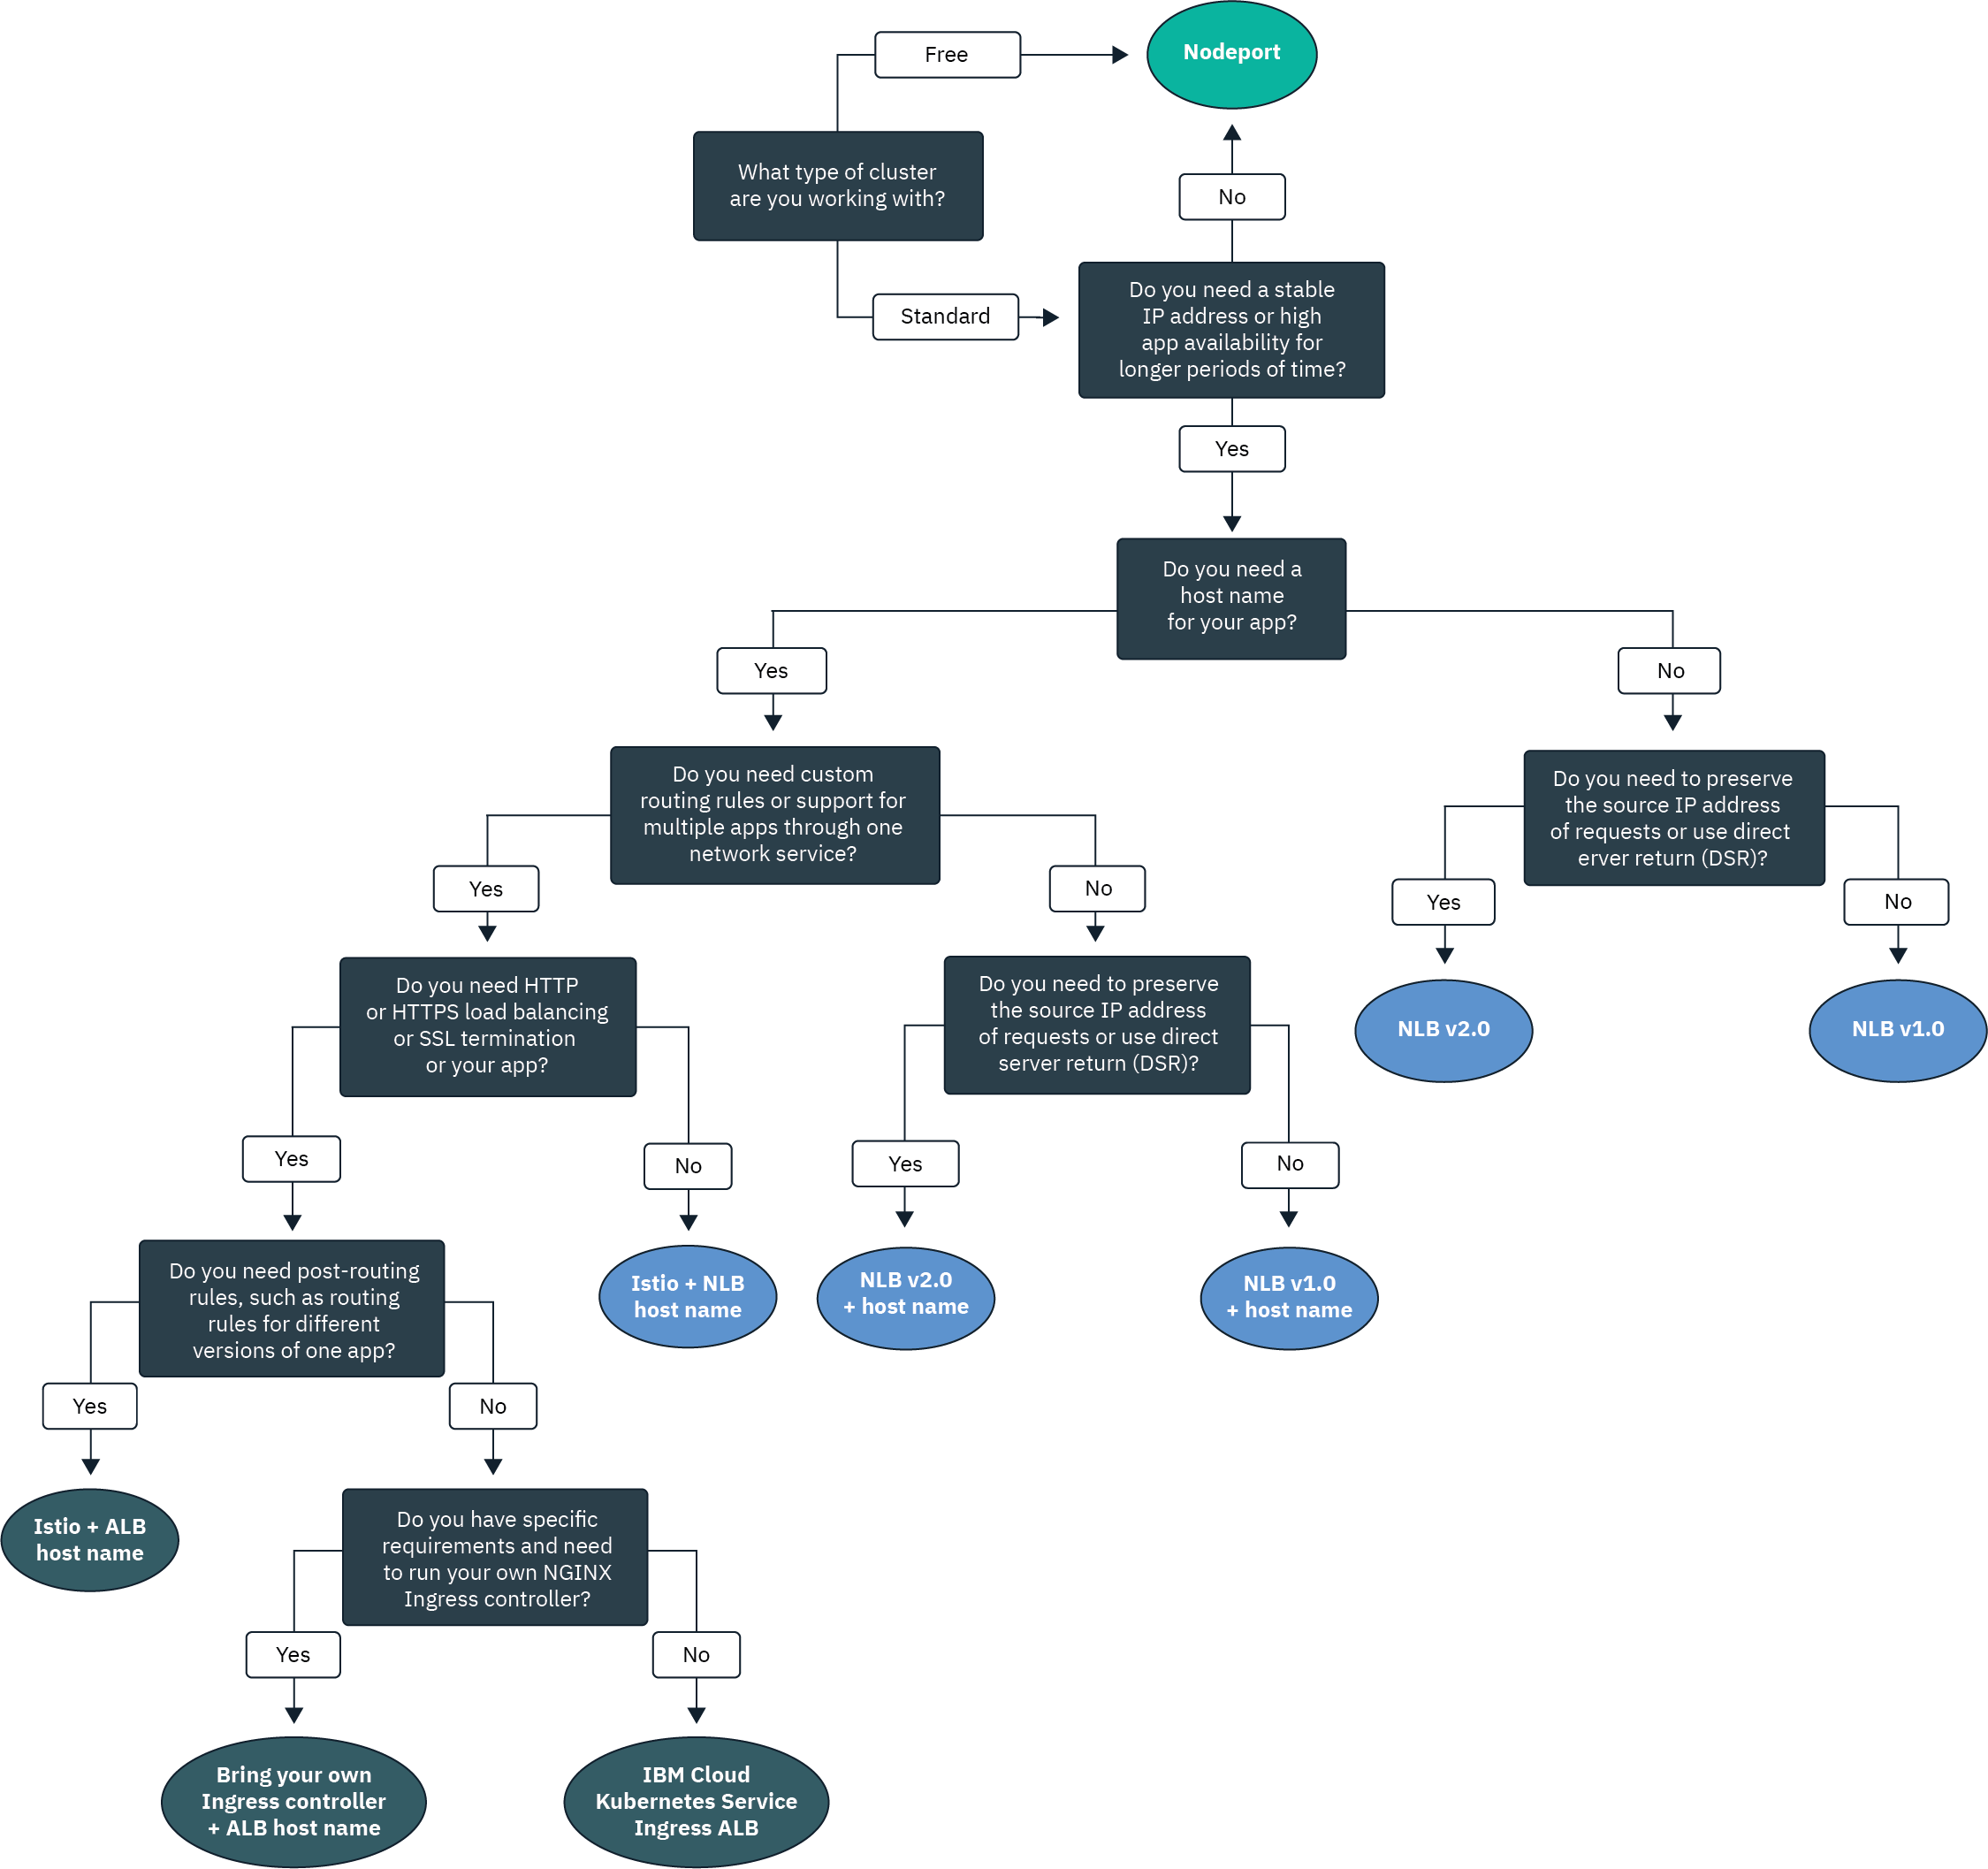 Free
Nodeport
What type of cluster
are you working with?
No
Standard
Do you need a stable
IP address or high
app availability for
longer periods of time?
Yes
Do you need a
host name
for your app?
Yes
No
Do you need custom
routing rules or support for
multiple apps through one
network service?
Do you need to preserve
the source IP address
of requests or use direct
erver return (DSR)?
Yes
No
Yes
No
Do you need HTTP
or HTTPS load balancing
or SSL termination
or your app?
Do you need to preserve
the source IP address
of requests or use direct
server return (DSR)?
NLB v2.0
NLB v1.0
Yes
No
Yes
No
Do you need post-routing
rules, such as routing
rules for different
versions of one app?
Istio + NLB
host name
NLB v2.0
+ host name
NLB v1.0
+ host name
Yes
No
Istio + ALB
host name
Do you have specific
requirements and need
to run your own NGINX
Ingress controller?
Yes
No
Bring your own
Ingress controller
+ ALB host name
IBM Cloud
Kubernetes Service
Ingress ALB